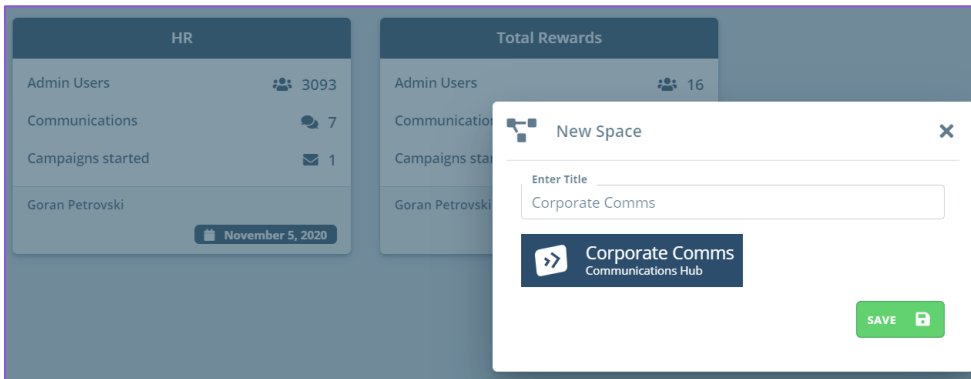 HR
Admin Users 3093
Communications 7
Campaigns started 1
Goran Petrovski
November 5, 2020
Total Rewards
Admin Users 16
Communicatio
Campaigns sta
Goran Petrovski
New Space
Enter Title
Corporate Comms
Corporate Comms
Communications Hub
SAVE